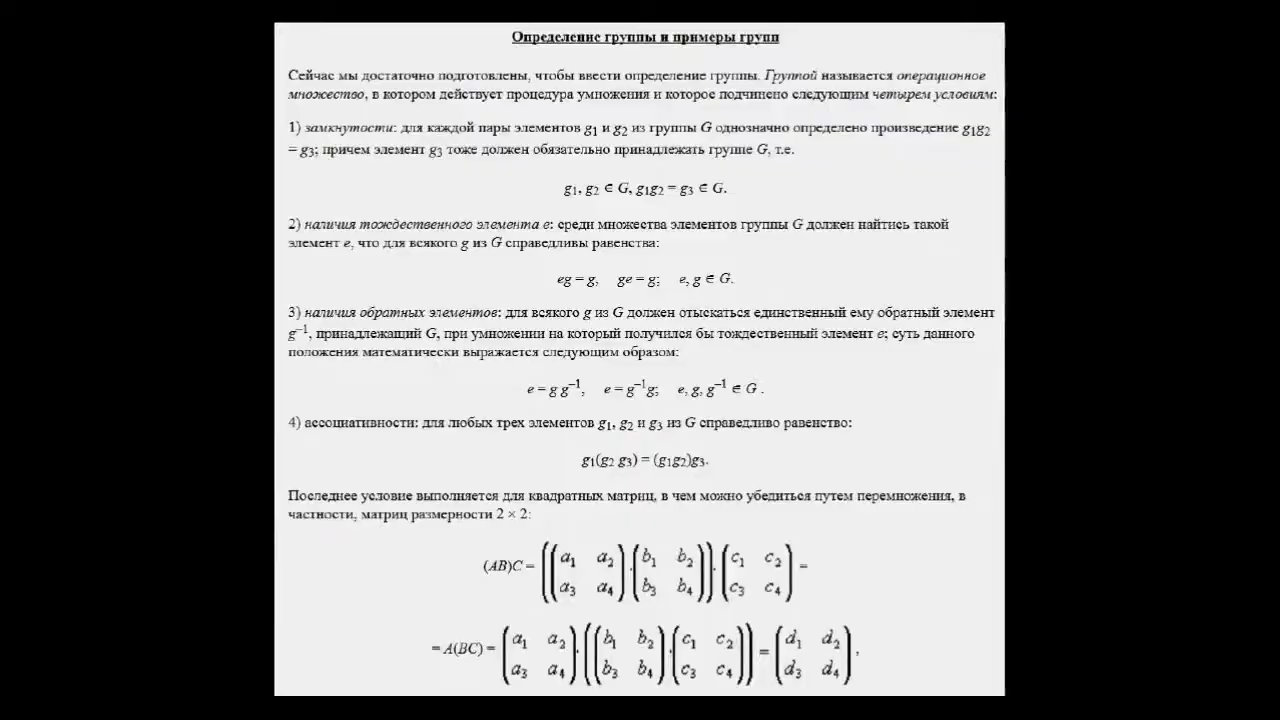 Определение группы и примеры групп
Сейчас мы достаточно подготовлены, чтобы ввести определение группы. Группой называется операционное
множество, в котором действует процедура умножения и которое подчинено следующим четырем условиям:
1) замкнутости: для каждой пары элементов g1 и g2 из группы G однозначно определено произведение g1g2
= g3; причем элемент g3 тоже должен обязательно принадлежать группе G, т.е.
g1, g2 ∈ G, g1g2 = g3 ∈ G.
2) наличия тождественного элемента e: среди множества элементов группы G должен найтись такой
элемент e, что для всякого g из G справедливы равенства:
eg = g, ge = g; e, g ∈ G.
3) наличия обратных элементов: для всякого g из G должен отыскаться единственный ему обратный элемент
g⁻¹, принадлежащий G, при умножении на который получился бы тождественный элемент e; суть данного
положения математически выражается следующим образом:
e = g g⁻¹, e = g⁻¹g; e, g, g⁻¹ ∈ G .
4) ассоциативности: для любых трех элементов g1, g2 и g3 из G справедливо равенство:
g1(g2 g3) = (g1g2)g3.
Последнее условие выполняется для квадратных матриц, в чем можно убедиться путем перемножения, в
частности, матриц размерности 2 × 2:
(AB)C = ((a1 a2 a3 a4)·(b1 b2 b3 b4))·(c1 c2 c3 c4) =
= A(BC) = (a1 a2 a3 a4)·((b1 b2 b3 b4)·(c1 c2 c3 c4)) = (d1 d2 d3 d4),